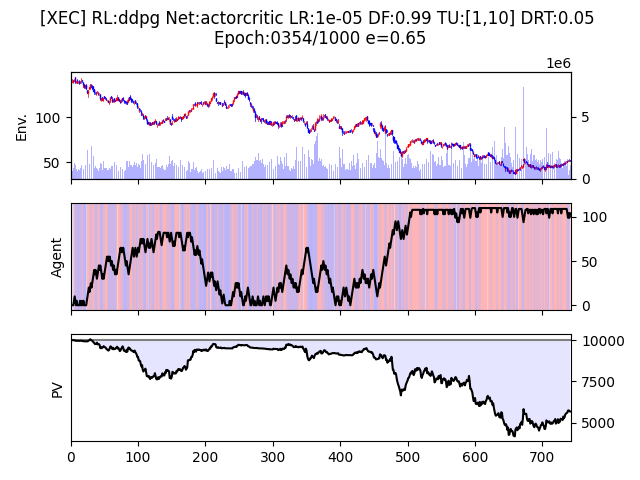 [XEC] RL:ddpg Net:actorcritic LR:1e-05 DF:0.99 TU:[1,10] DRT:0.05
Epoch:0354/1000 e=0.65
1e6
Env.
100
50
5
0
Agent
100
50
0
PV
10000
7500
5000
0 100 200 300 400 500 600 700